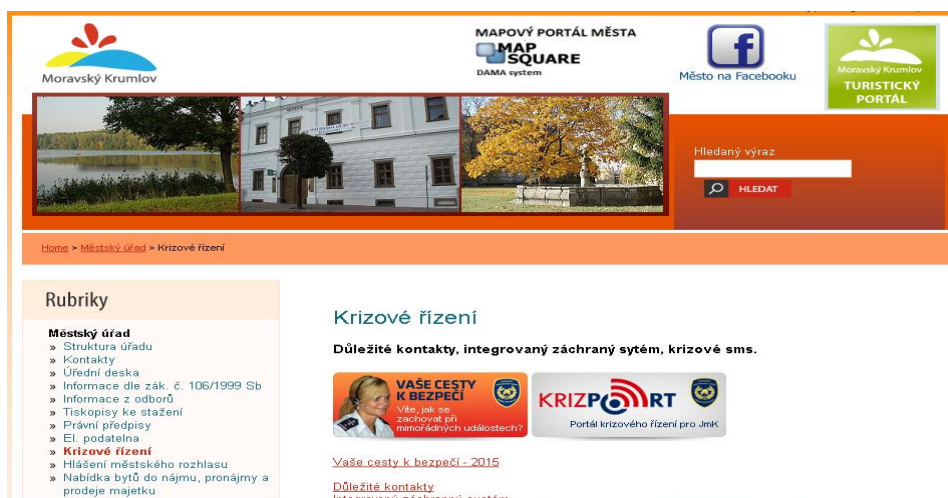 MAPOVÝ PORTÁL MĚSTA
MAP
SQUARE
DAMA system
Město na Facebooku
Moravský Krumlov
Moravský Krumlov
TURISTICKÝ
PORTÁL
Hledaný výraz
HLEDAT
Home > Městský úřad > Krizové řízení
Rubriky
Městský úřad
» Struktura úřadu
» Kontakty
» Úřední deska
» Informace dle zák. č. 106/1999 Sb
» Informace z odborů
» Tiskopisy ke stažení
» Právní předpisy
» El. podatelna
» Krizové řízení
» Hlášení městského rozhlasu
» Nabídka bytů do nájmu, pronájmy a
prodeje majetku
Krizové řízení
Důležité kontakty, integrovaný záchraný sytém, krizové sms.
VAŠE CESTY
K BEZPEČÍ
Víte, jak se
zachovat při
mimořádných událostech?
KRIZPORT
Portál krizového řízení pro JmK
Vaše cesty k bezpečí - 2015
Důležité kontakty
Integrovaný záchranný systém